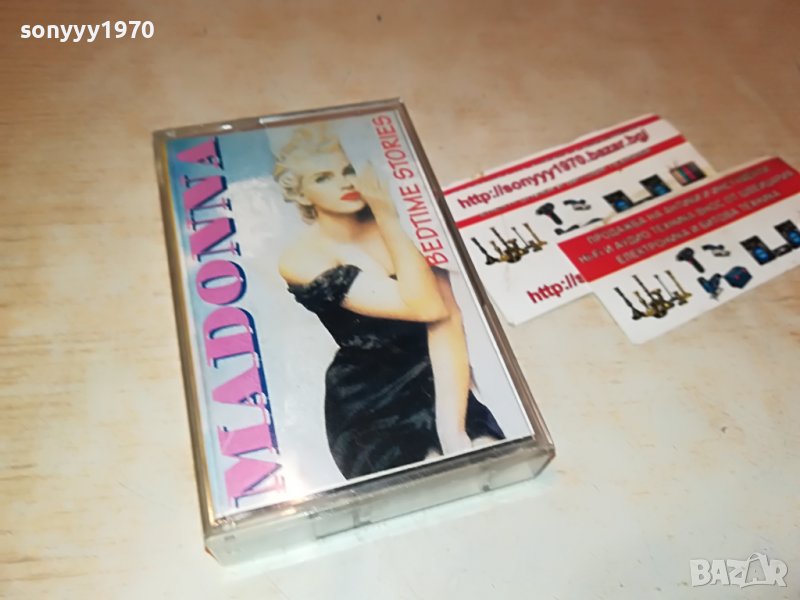 sonyyy1970
MADONNA
BEDTIME STORIES
http://sonyyy1970.bazar.bg/
ПРОДАЖБА НА АНТИКИ, ИНСТРУМЕНТИ
Hi-Fi И АУДИО ТЕХНИКА ВНОС ОТ ШВЕЙЦАРИЯ
ЕЛЕКТРОНИКА И БИТОВА ТЕХНИКА
http://s
BAZAR